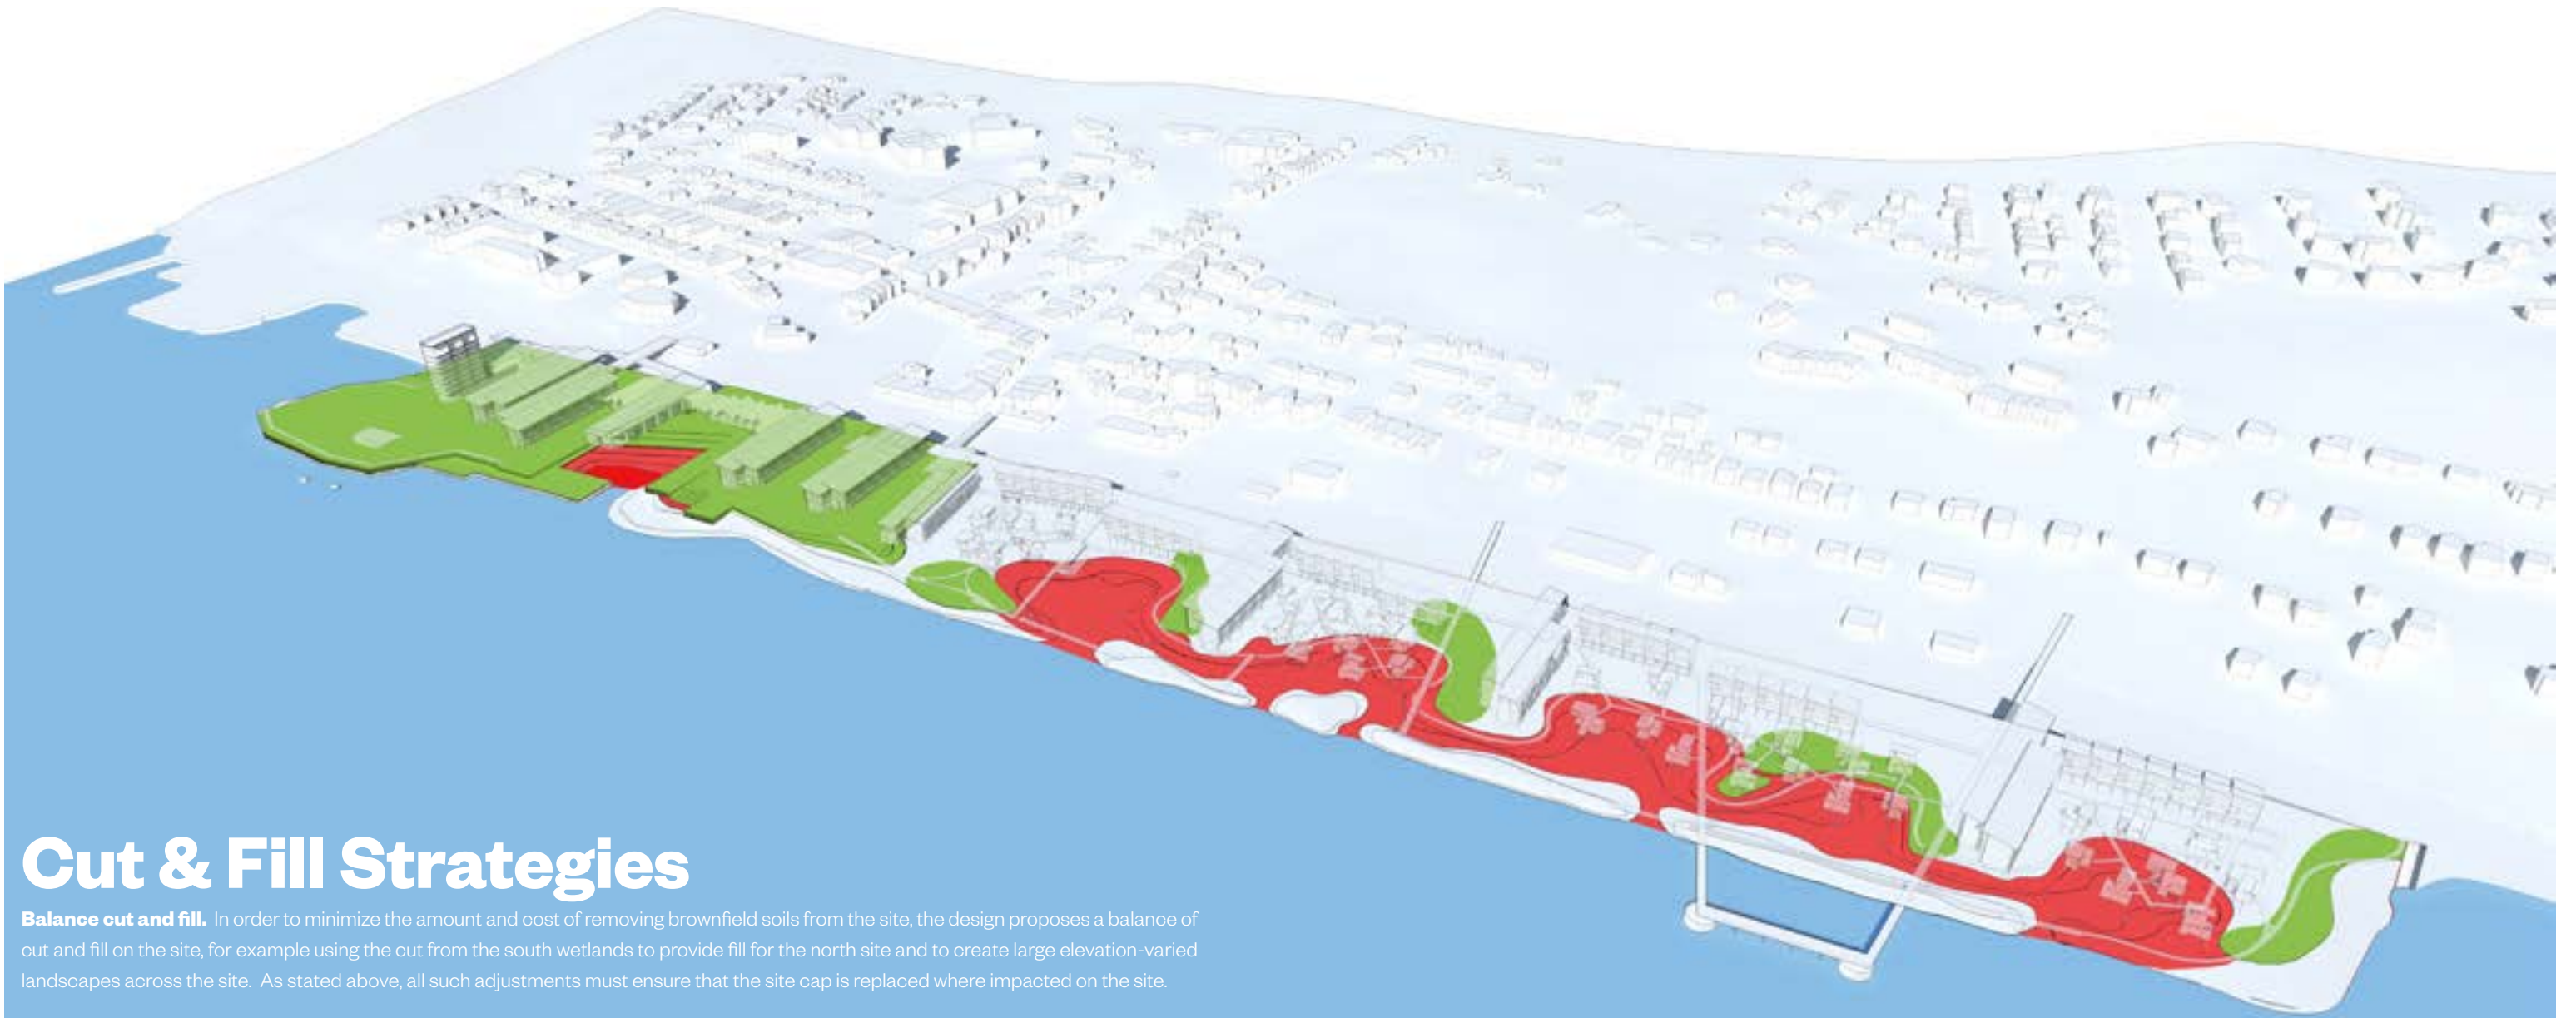 Cut & Fill Strategies
Balance cut and fill. In order to minimize the amount and cost of removing brownfield soils from the site, the design proposes a balance of
cut and fill on the site, for example using the cut from the south wetlands to provide fill for the north site and to create large elevation-varied
landscapes across the site. As stated above, all such adjustments must ensure that the site cap is replaced where impacted on the site.